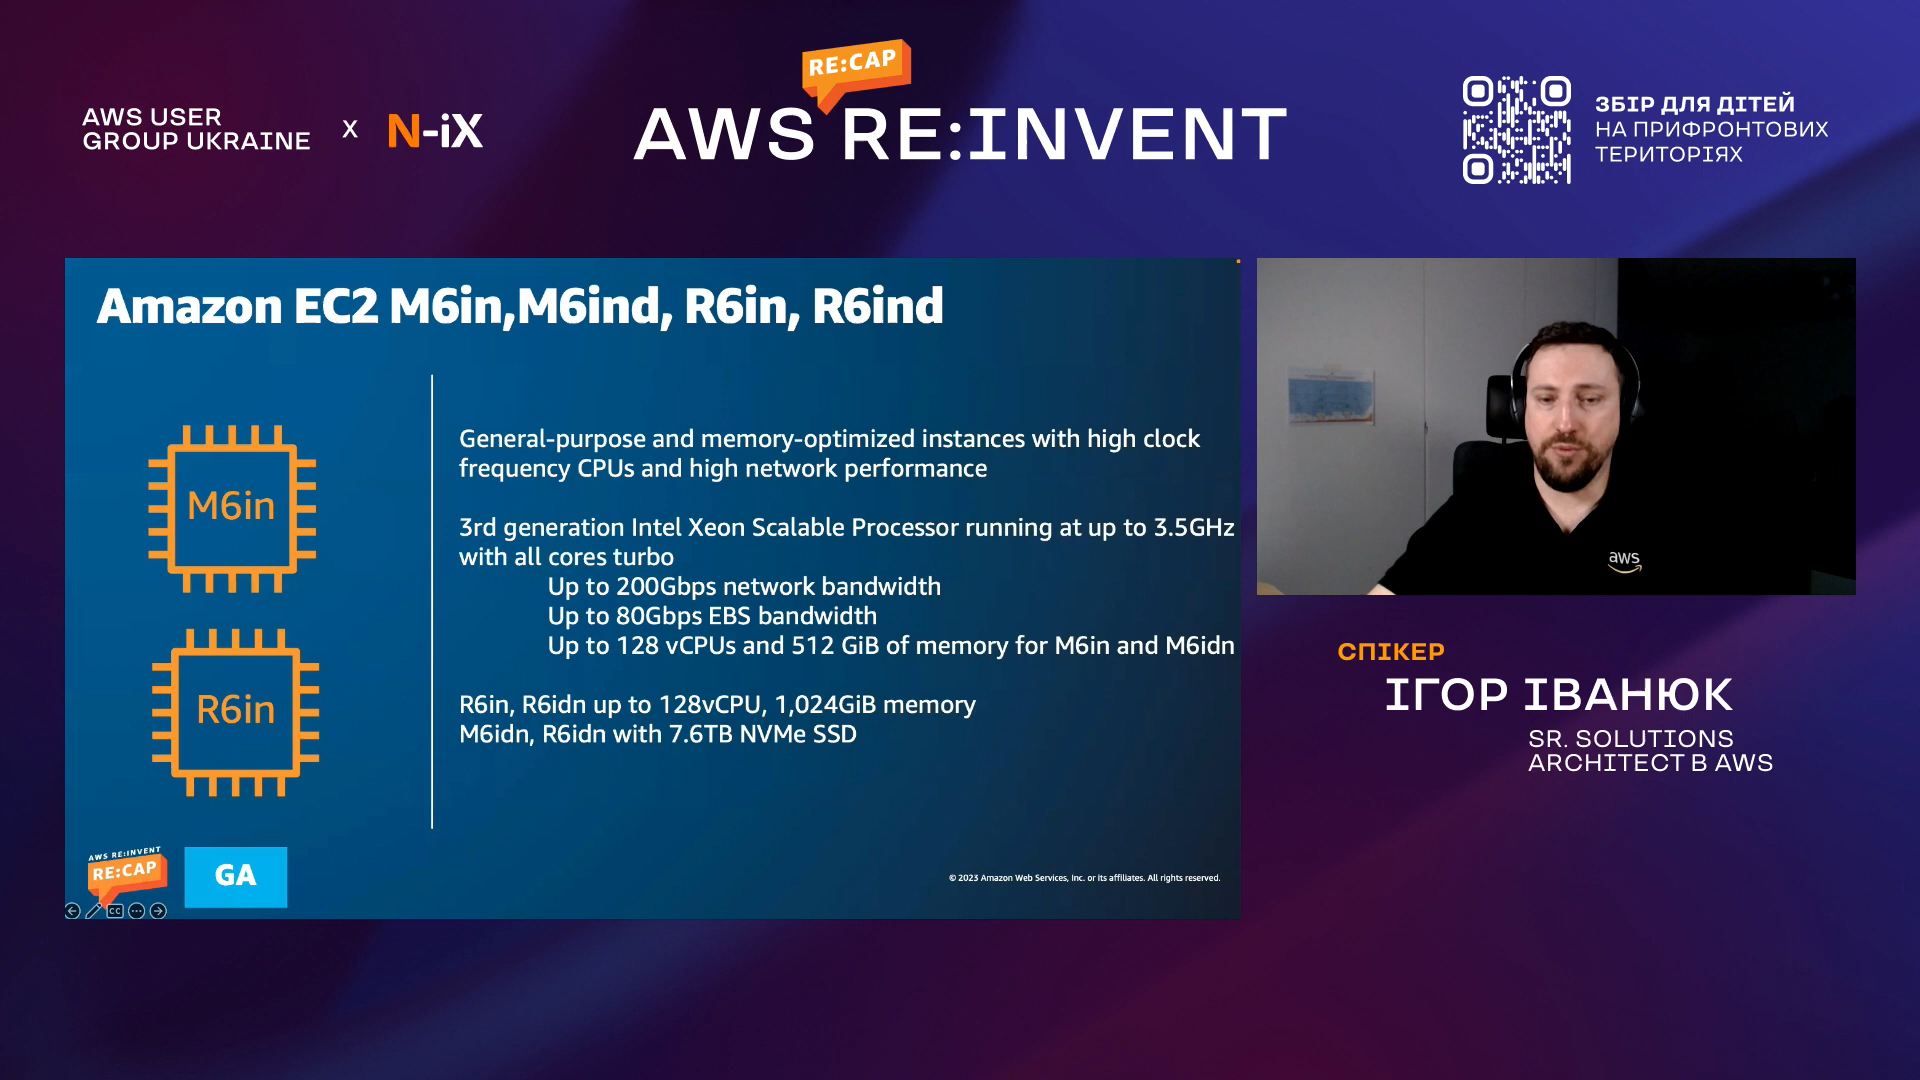 AWS USER
GROUP UKRAINE
X
N-iX
RE:CAP
AWS RE:INVENT
ЗБІР ДЛЯ ДІТЕЙ
НА ПРИФРОНТОВИХ
ТЕРИТОРІЯХ
Amazon EC2 M6in,M6ind, R6in, R6ind
M6in
R6in
General-purpose and memory-optimized instances with high clock
frequency CPUs and high network performance
3rd generation Intel Xeon Scalable Processor running at up to 3.5GHz
with all cores turbo
Up to 200Gbps network bandwidth
Up to 80Gbps EBS bandwidth
Up to 128 vCPUs and 512 GiB of memory for M6in and M6idn
R6in, R6idn up to 128vCPU, 1,024GiB memory
M6idn, R6idn with 7.6TB NVMe SSD
AWS RE:INVENT
RE:CAP
GA
CC
© 2023 Amazon Web Services, Inc. or its affiliates. All rights reserved.
aws
СПІКЕР
ІГОР ІВАНЮК
SR. SOLUTIONS
ARCHITECT В AWS